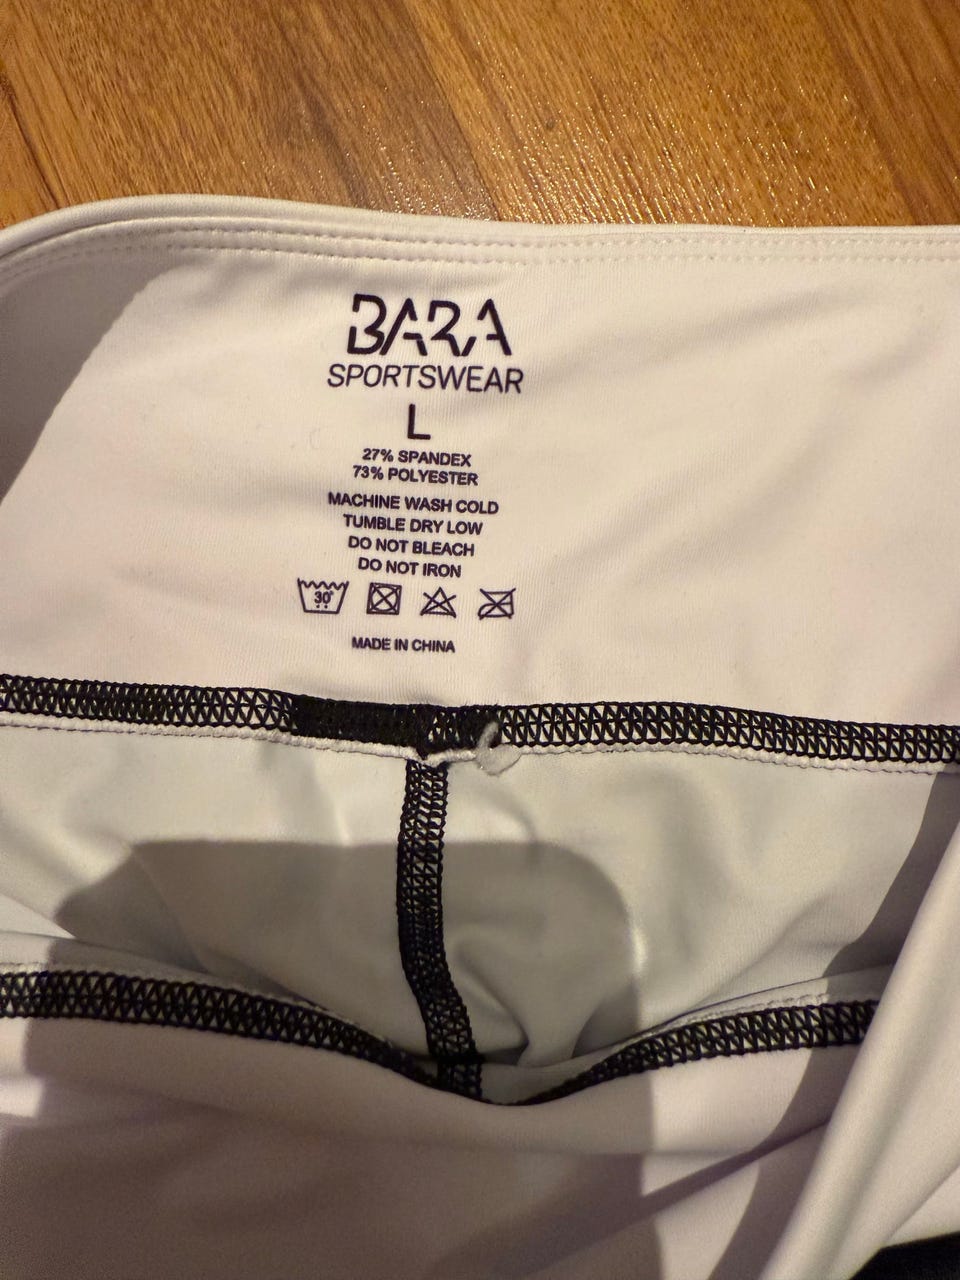 BARA
SPORTSWEAR
L
27% SPANDEX
73% POLYESTER
MACHINE WASH COLD
TUMBLE DRY LOW
DO NOT BLEACH
DO NOT IRON
30°
MADE IN CHINA